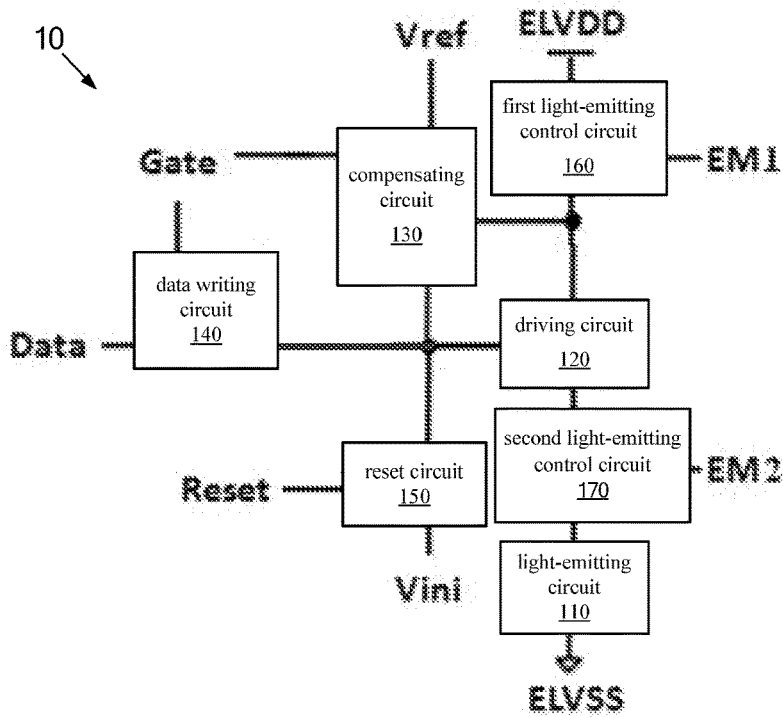 10
Vref
ELVDD
first light-emitting
control circuit
160
EM1
Gate
compensating
circuit
130
data writing
circuit
140
Data
driving circuit
120
second light-emitting
control circuit
170
EM2
Reset
reset circuit
150
Vini
light-emitting
circuit
110
ELVSS